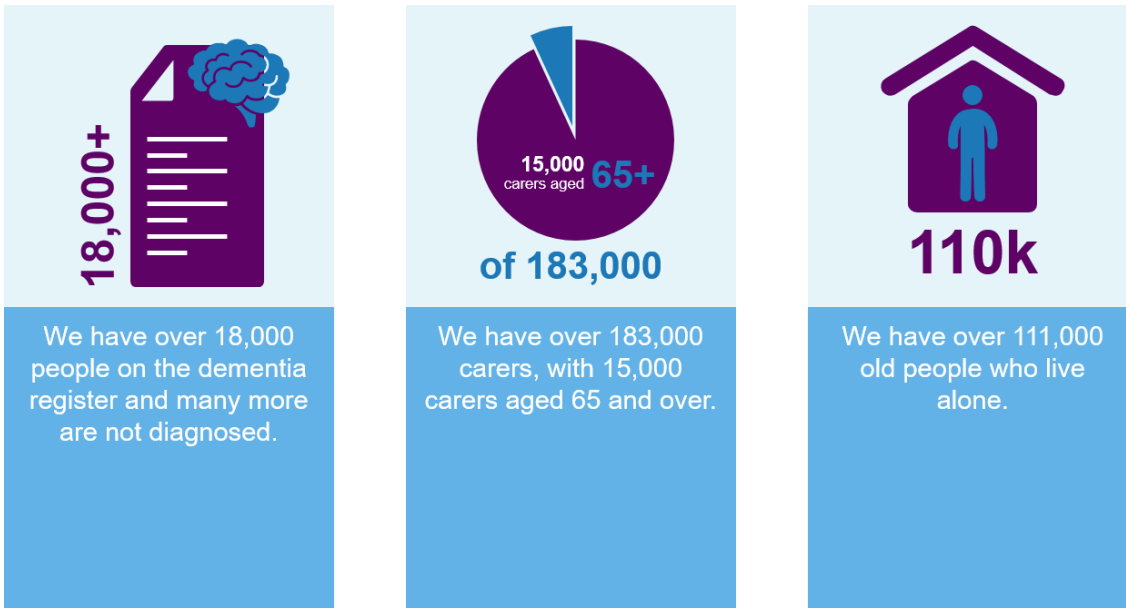 18,000+
We have over 18,000
people on the dementia
register and many more
are not diagnosed.
15,000
carers aged 65+
of 183,000
We have over 183,000
carers, with 15,000
carers aged 65 and over.
110k
We have over 111,000
old people who live
alone.